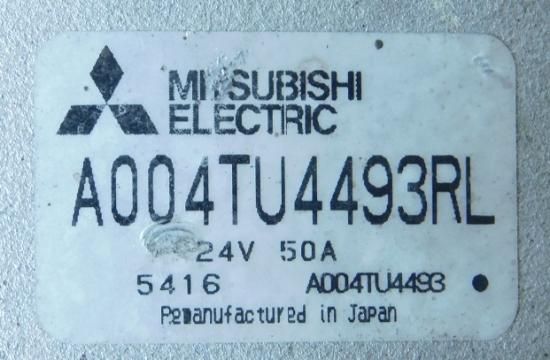 MITSUBISHI
ELECTRIC
A004TU4493RL
24V 50A
5416 A004TU4493
Remanufactured in Japan